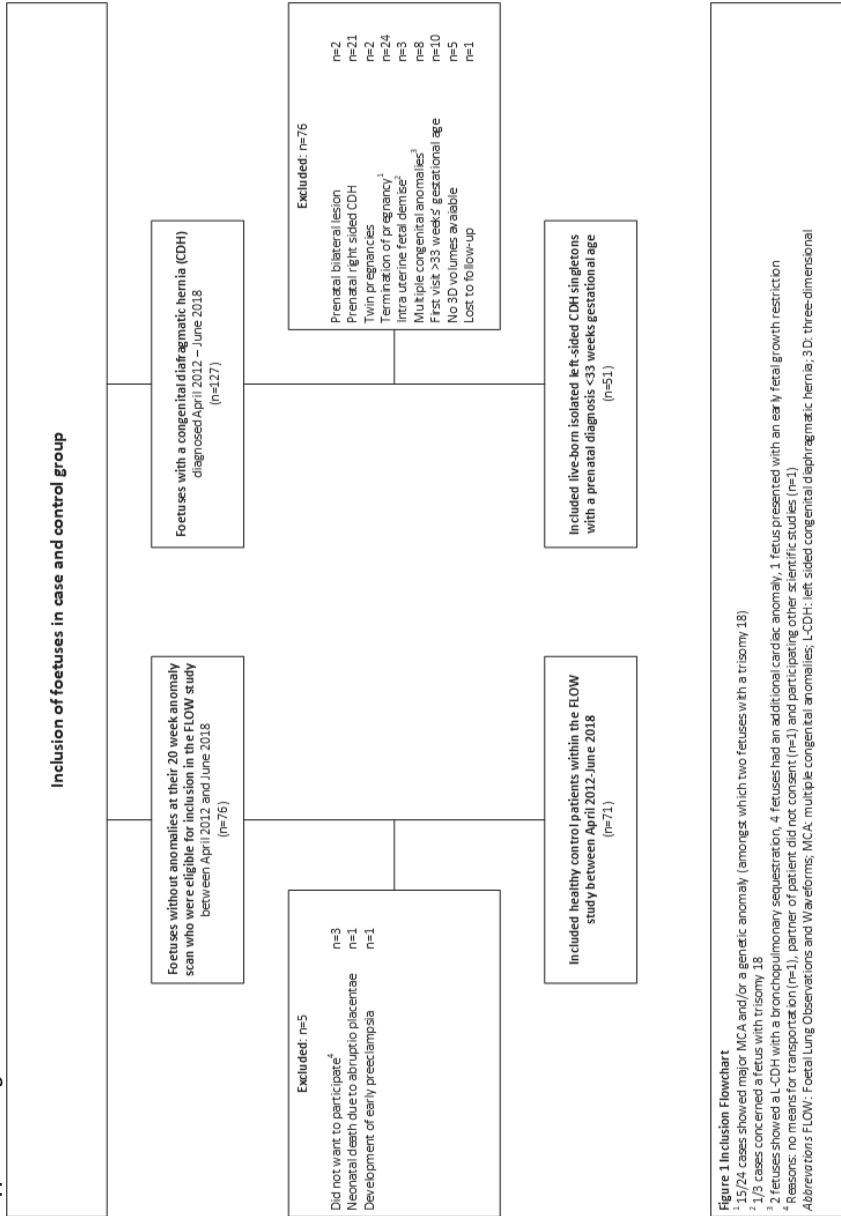 Inclusion of foetuses in case and control group
Foetuses without anomalies at their 20 week anomaly
scan who were eligible for inclusion in the FLOW study
between April 2012 and June 2018
(n=76)
Foetuses with a congenital diafragmatic hernia (CDH)
diagnosed April 2012 – June 2018
(n=127)
Excluded: n=5
Did not want to participate⁴ n=3
Neonatal death due to abruptio placentae n=1
Development of early preeclampsia n=1
Excluded: n=76
Prenatal bilateral lesion n=2
Prenatal right sided CDH n=21
Twin pregnancies n=2
Termination of pregnancy¹ n=24
Intra uterine fetal demise² n=3
Multiple congenital anomalies³ n=8
First visit >33 weeks' gestational age n=10
No 3D volumes avaiable n=5
Lost to follow-up n=1
Included healthy control patients within the FLOW
study between April 2012-June 2018
(n=71)
Included live-born isolated left-sided CDH singletons
with a prenatal diagnosis <33 weeks gestational age
(n=51)
Figure 1 Inclusion Flowchart
¹ 15/24 cases showed major MCA and/or a genetic anomaly (amongst which two fetuses with a trisomy 18)
² 1/3 cases concerned a fetus with trisomy 18
³ 2 fetuses showed a L-CDH with a bronchopulmonary sequestration, 4 fetuses had an additional cardiac anomaly, 1 fetus presented with an early fetal growth restriction
⁴ Reasons: no means for transportation (n=1), partner of patient did not consent (n=1) and participating other scientific studies (n=1)
Abbrevations FLOW: Foetal Lung Observations and Waveforms; MCA: multiple congenital anomalies; L-CDH: left sided congenital diaphragmatic hernia; 3D: three-dimensional